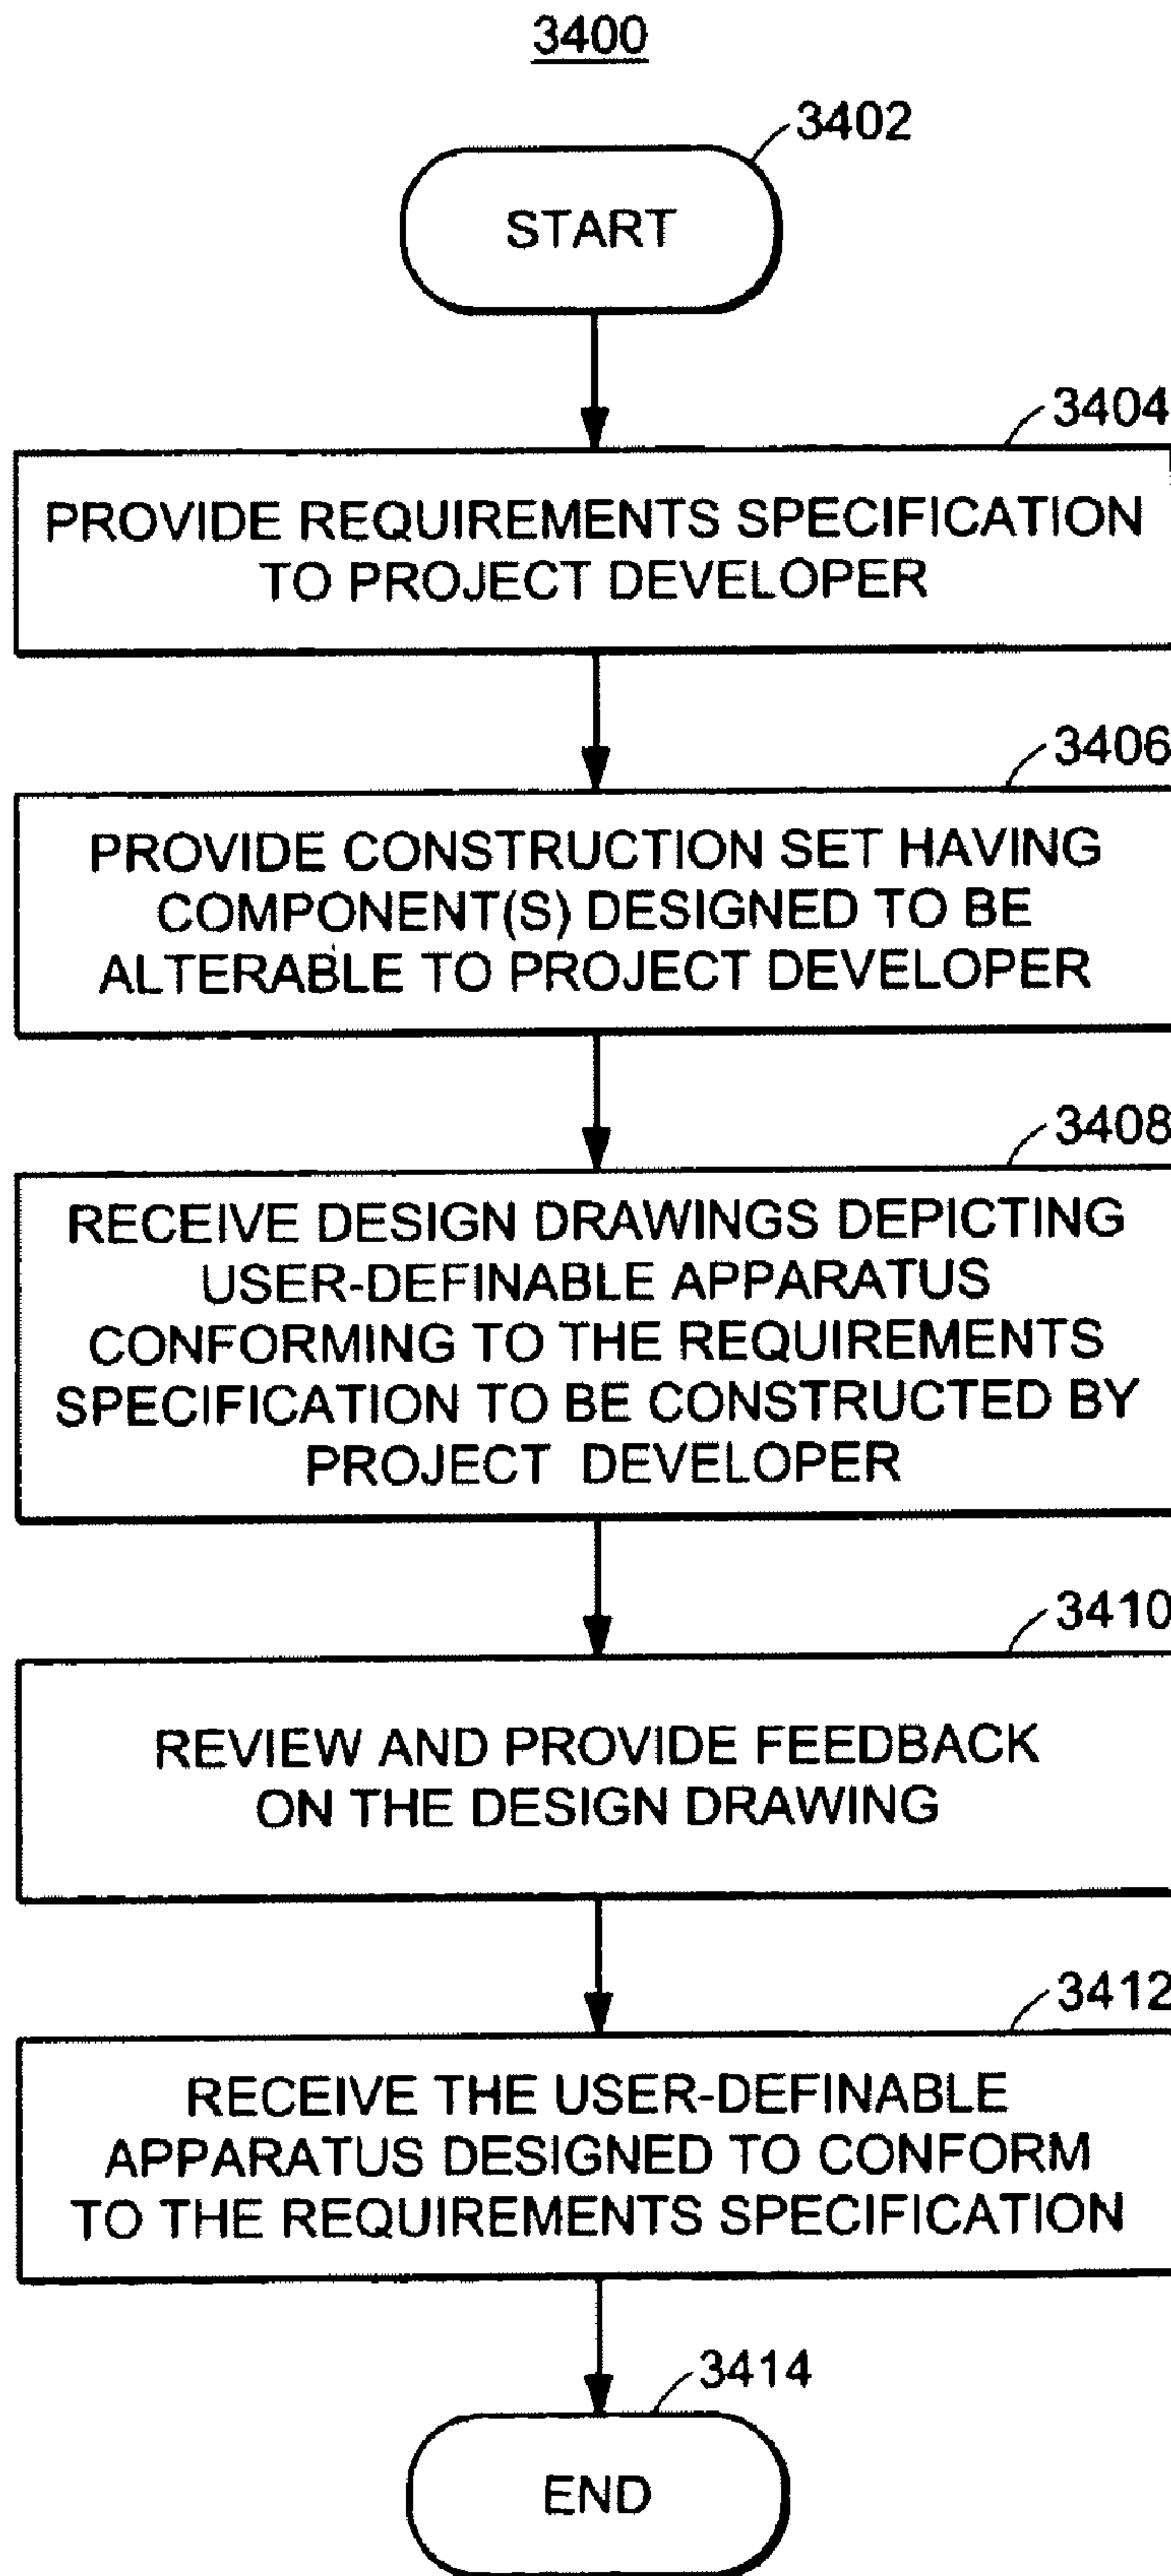 3400
3402
START
3404
PROVIDE REQUIREMENTS SPECIFICATION
TO PROJECT DEVELOPER
3406
PROVIDE CONSTRUCTION SET HAVING
COMPONENT(S) DESIGNED TO BE
ALTERABLE TO PROJECT DEVELOPER
3408
RECEIVE DESIGN DRAWINGS DEPICTING
USER-DEFINABLE APPARATUS
CONFORMING TO THE REQUIREMENTS
SPECIFICATION TO BE CONSTRUCTED BY
PROJECT DEVELOPER
3410
REVIEW AND PROVIDE FEEDBACK
ON THE DESIGN DRAWING
3412
RECEIVE THE USER-DEFINABLE
APPARATUS DESIGNED TO CONFORM
TO THE REQUIREMENTS SPECIFICATION
3414
END